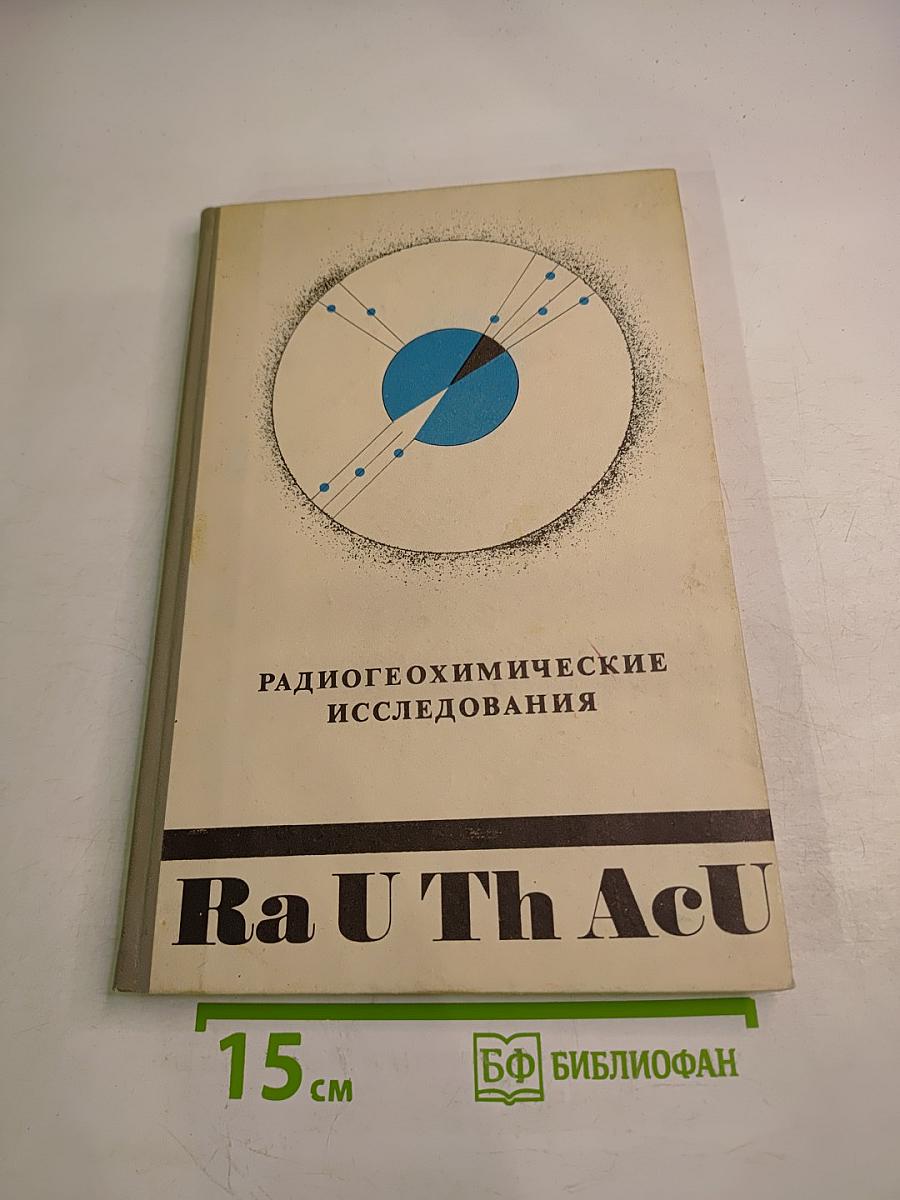 РАДИОГЕОХИМИЧЕСКИЕ
ИССЛЕДОВАНИЯ
Ra U Th AcU
15 см
БФ БИБЛИОФАН